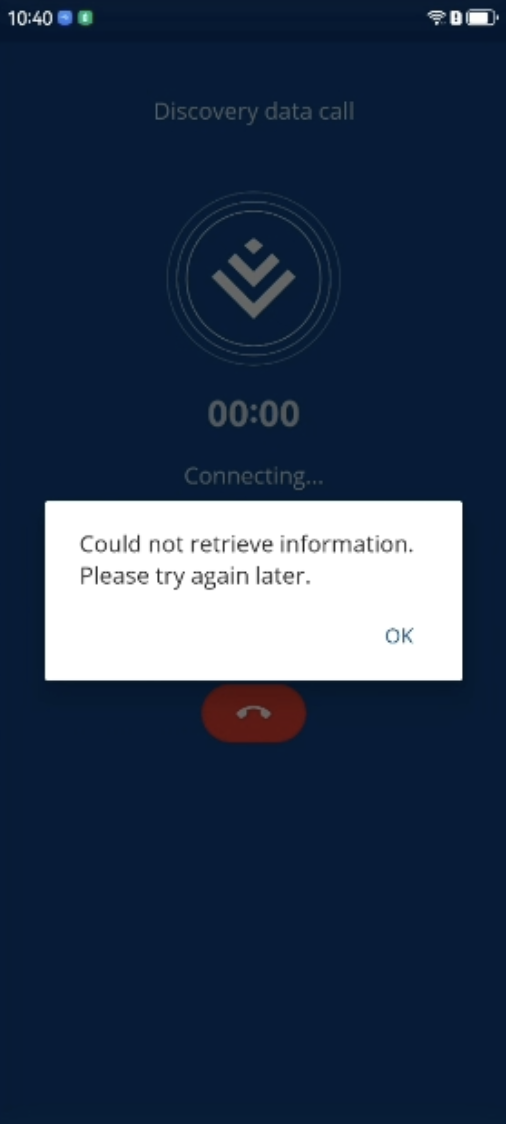 10:40
Discovery data call
00:00
Connecting...
Could not retrieve information.
Please try again later.
OK